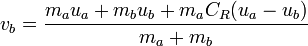 v_b = \frac{m_a u_a + m_b u_b + m_a C_R(u_a - u_b)}{m_a + m_b}